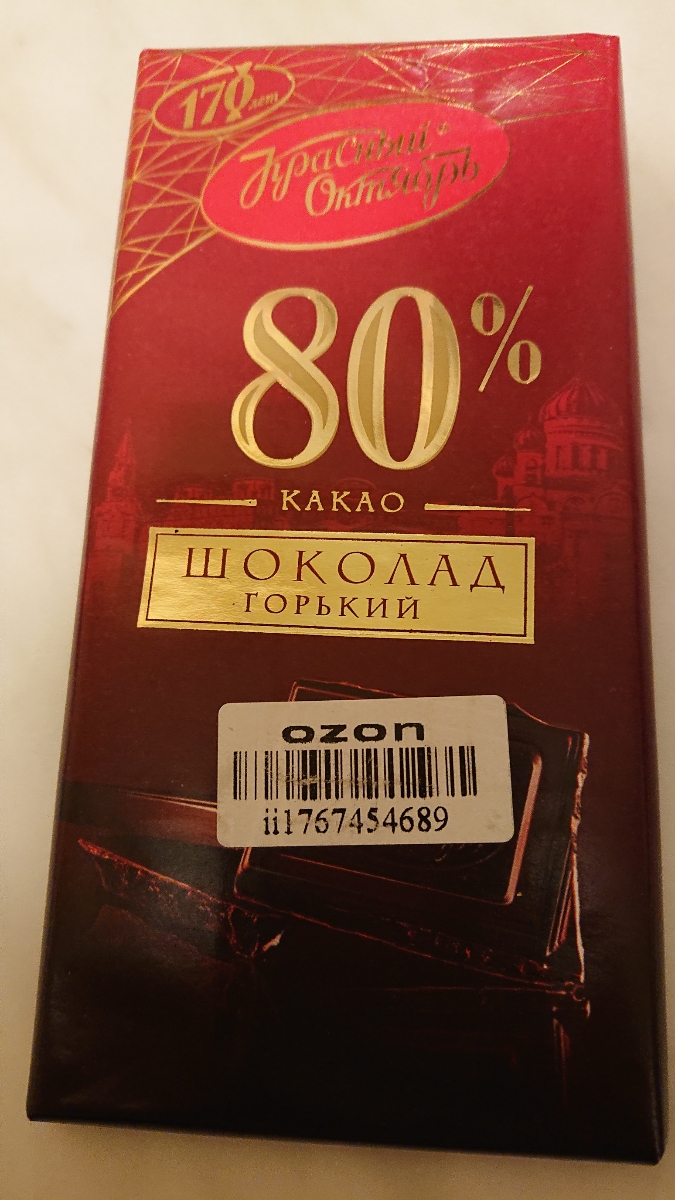 170 лет
Красный
Октябрь
80%
КАКАО
ШОКОЛАД
ГОРЬКИЙ
ozon
ii1767454689